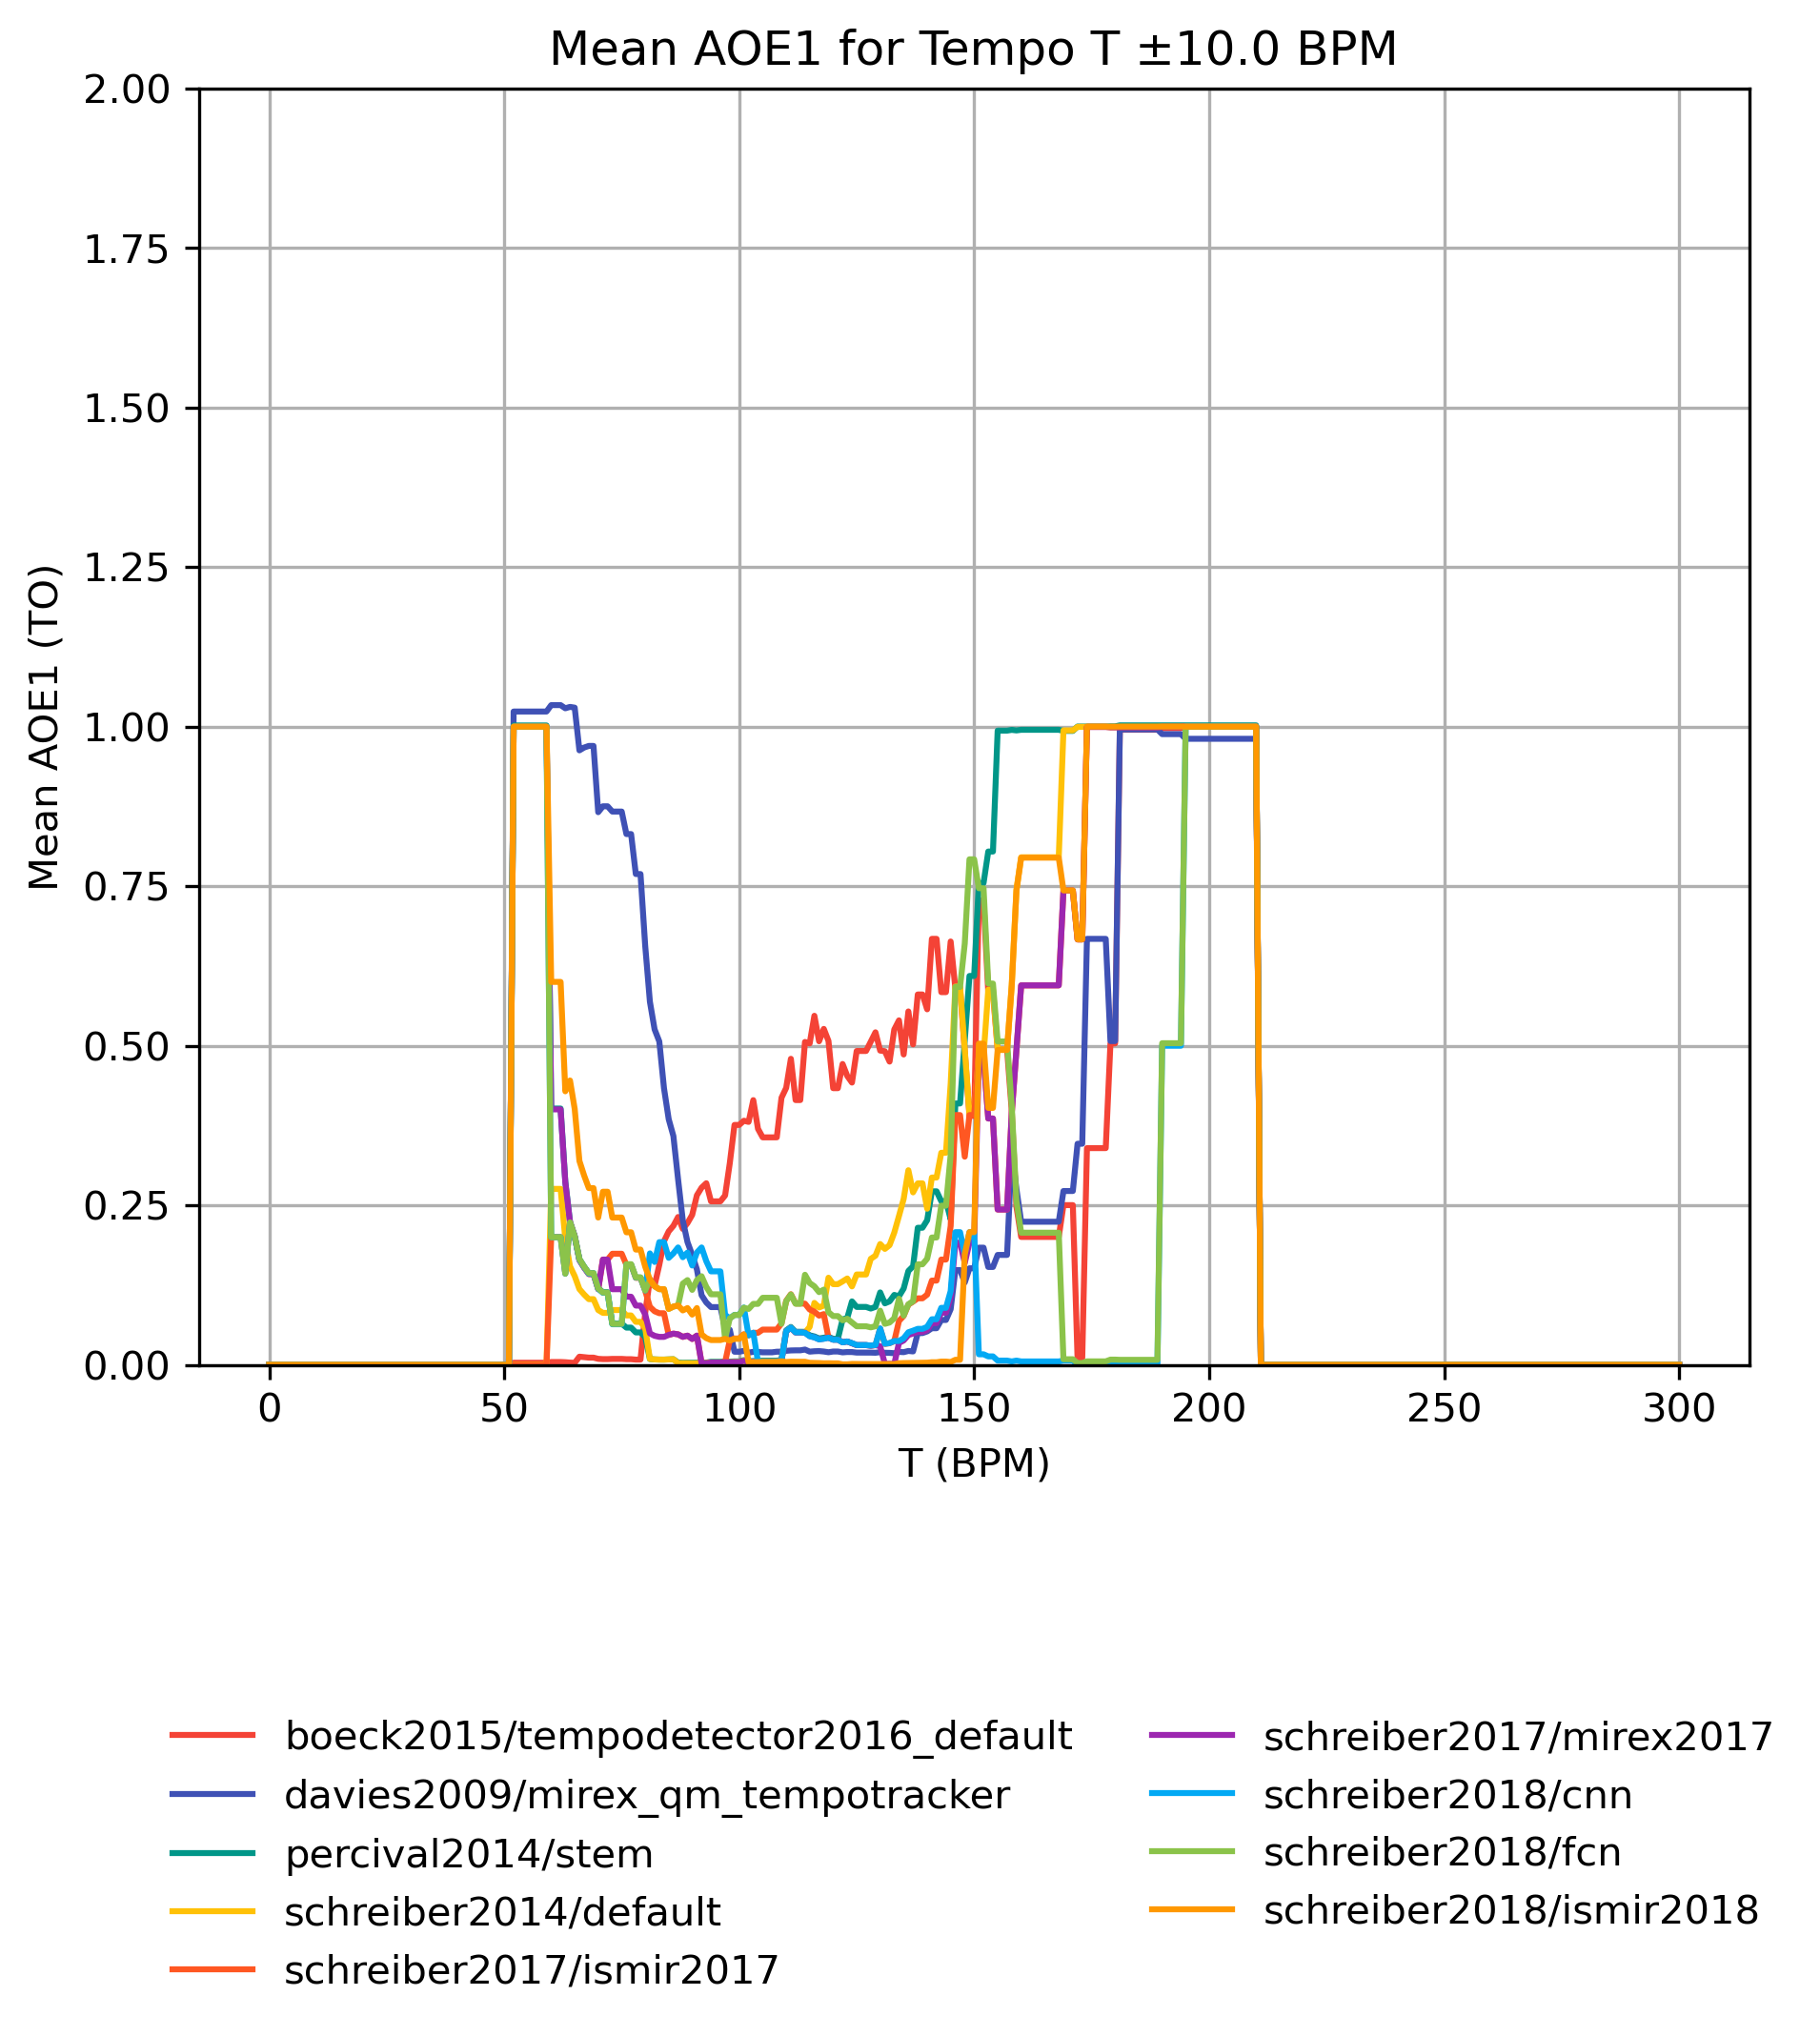 Mean AOE1 for Tempo T ±10.0 BPM
2.00
1.75
1.50
1.25
1.00
0.75
0.50
0.25
0.00
Mean AOE1 (TO)
0 50 100 150 200 250 300
T (BPM)
boeck2015/tempodetector2016_default
davies2009/mirex_qm_tempotracker
percival2014/stem
schreiber2014/default
schreiber2017/ismir2017
schreiber2017/mirex2017
schreiber2018/cnn
schreiber2018/fcn
schreiber2018/ismir2018